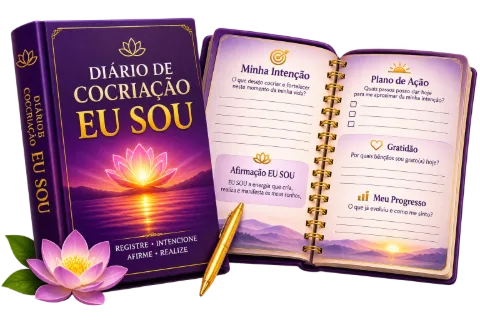 DIÁRIO DE
COCRIAÇÃO
EU SOU
REGISTRE • INTENCIONE
AFIRME • REALIZE
DIÁRIO DE
COCRIAÇÃO
EU SOU
Minha Intenção
O que desejo cocriar e fortalecer
neste momento da minha vida?
Afirmação EU SOU
EU SOU a energia que cria,
realiza e manifesta os meus sonhos.
Plano de Ação
Quais passos posso dar hoje
para me aproximar da minha intenção?
Gratidão
Por quais bênçãos sou grato(a) hoje?
Meu Progresso
O que já evoluiu e como me sinto?